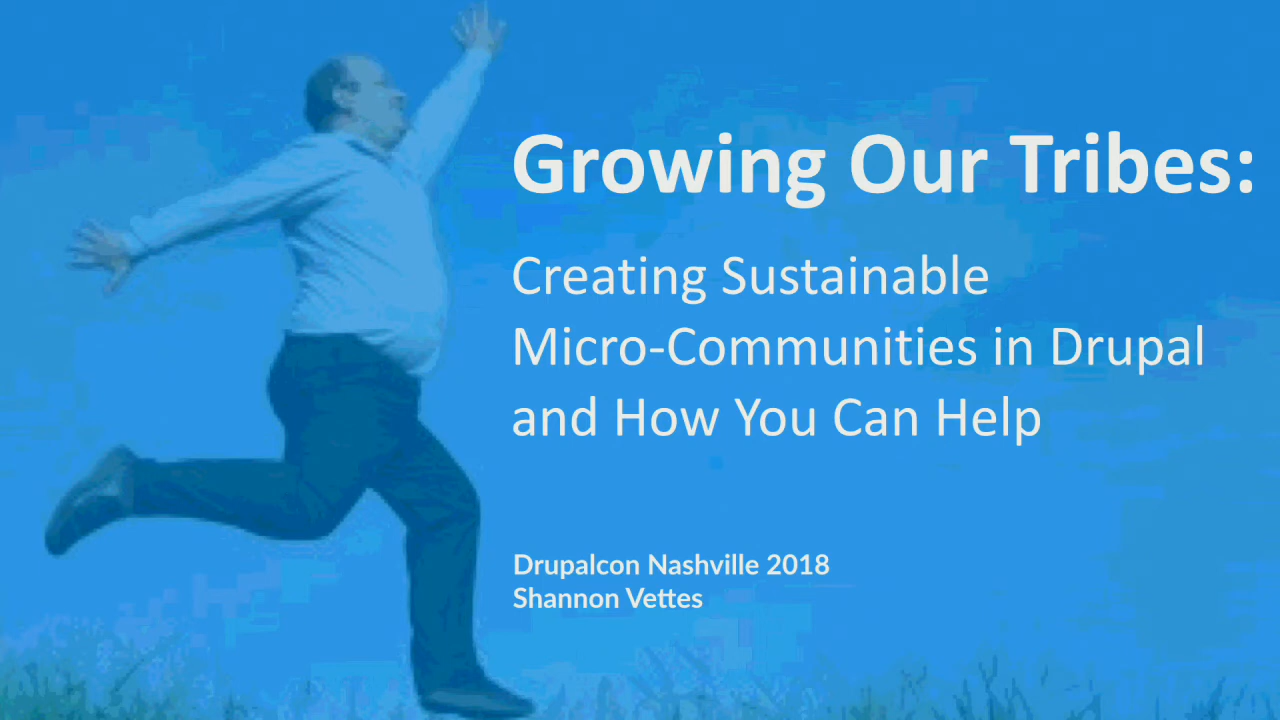 Growing Our Tribes:
Creating Sustainable
Micro-Communities in Drupal
and How You Can Help
Drupalcon Nashville 2018
Shannon Vettes